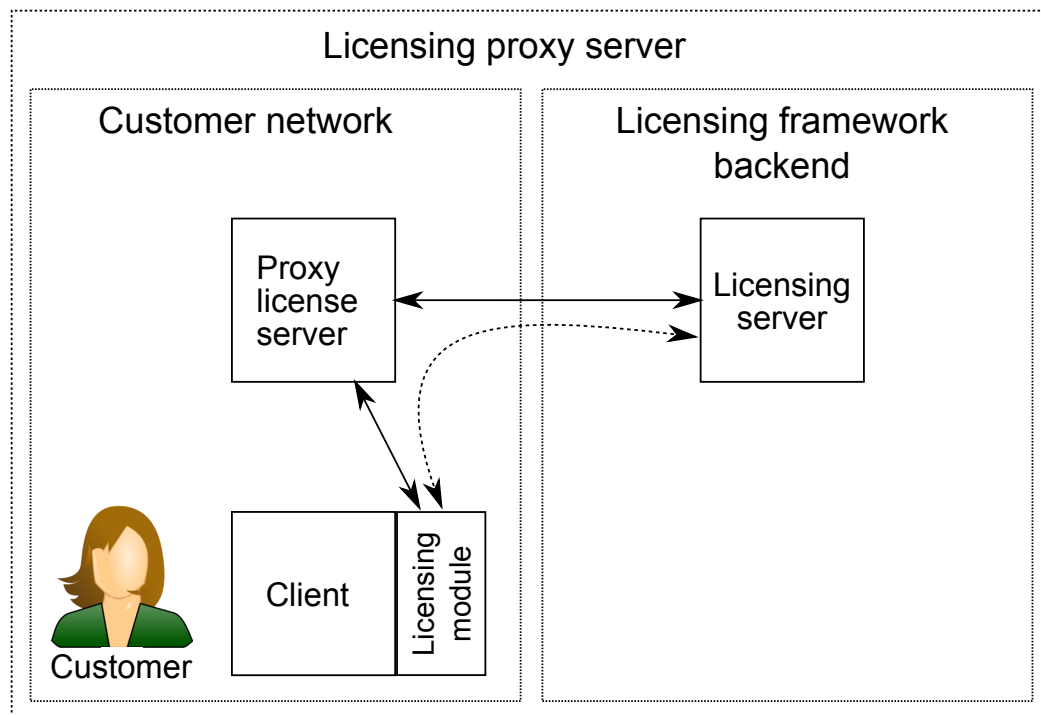 Licensing proxy server
Customer network
Licensing framework
backend
Proxy
license
server
Licensing
server
Client
Licensing
module
Customer